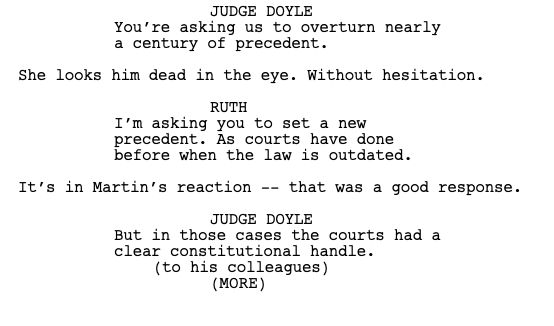 JUDGE DOYLE
You're asking us to overturn nearly
a century of precedent.
She looks him dead in the eye. Without hesitation.
RUTH
I'm asking you to set a new
precedent. As courts have done
before when the law is outdated.
It's in Martin's reaction -- that was a good response.
JUDGE DOYLE
But in those cases the courts had a
clear constitutional handle.
(to his colleagues)
(MORE)